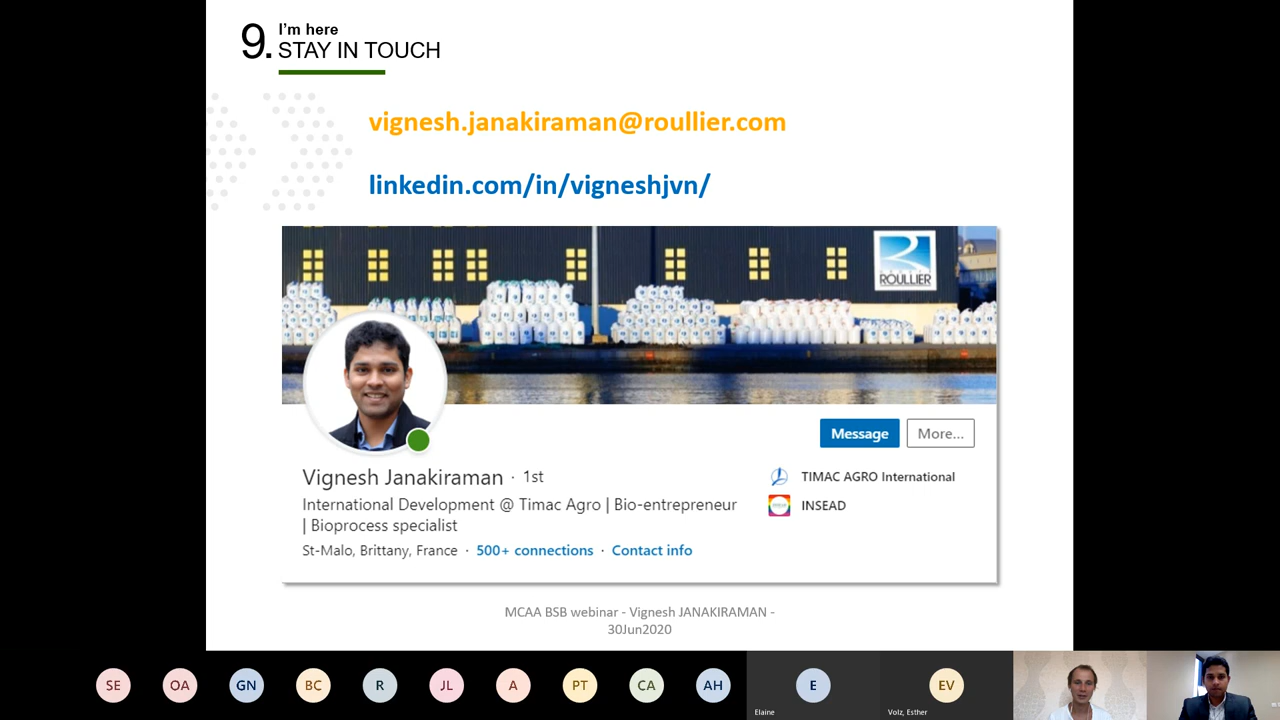 9.
I'm here
STAY IN TOUCH
vignesh.janakiraman@roullier.com
linkedin.com/in/vigneshjvn/
ROULLIER
Message
More...
Vignesh Janakiraman · 1st
International Development @ Timac Agro | Bio-entrepreneur
| Bioprocess specialist
St-Malo, Brittany, France · 500+ connections · Contact info
TIMAC AGRO International
INSEAD
MCAA BSB webinar - Vignesh JANAKIRAMAN -
30Jun2020
SE OA GN BC R JL A PT CA AH E EV
Elaine
Volz, Esther